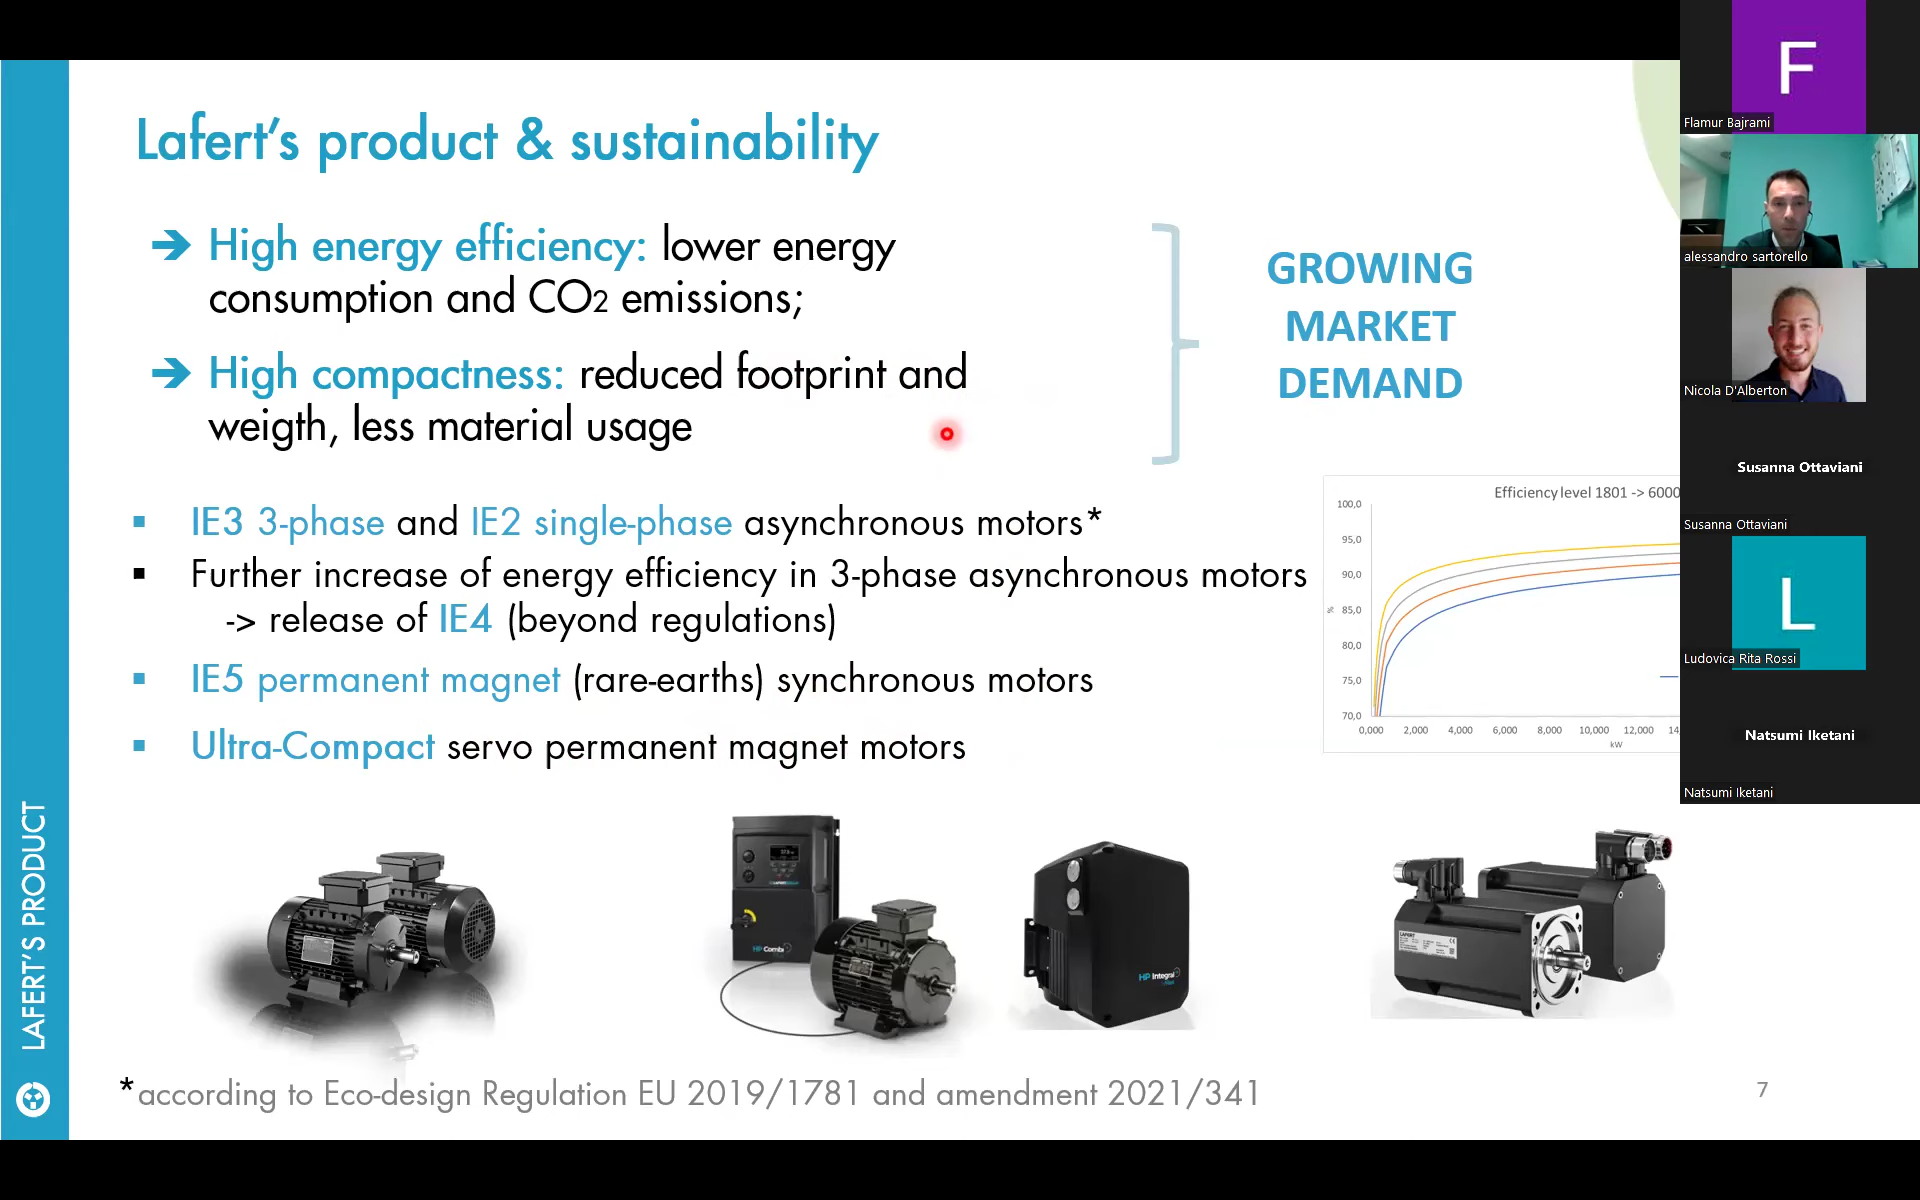 Lafert's product & sustainability
➔ High energy efficiency: lower energy
consumption and CO2 emissions;
➔ High compactness: reduced footprint and
weigth, less material usage
GROWING
MARKET
DEMAND
▪ IE3 3-phase and IE2 single-phase asynchronous motors*
▪ Further increase of energy efficiency in 3-phase asynchronous motors
-> release of IE4 (beyond regulations)
▪ IE5 permanent magnet (rare-earths) synchronous motors
▪ Ultra-Compact servo permanent magnet motors
Efficiency level 1801 -> 6000
100,0
95,0
90,0
85,0
80,0
75,0
70,0
%
0,000 2,000 4,000 6,000 8,000 10,000 12,000 14,
kW
HP Combi
HP Integral
LAFERT
LAFERT'S PRODUCT
*according to Eco-design Regulation EU 2019/1781 and amendment 2021/341
7
F
Flamur Bajrami
alessandro sartorello
Nicola D'Alberton
Susanna Ottaviani
Susanna Ottaviani
L
Ludovica Rita Rossi
Natsumi Iketani
Natsumi Iketani